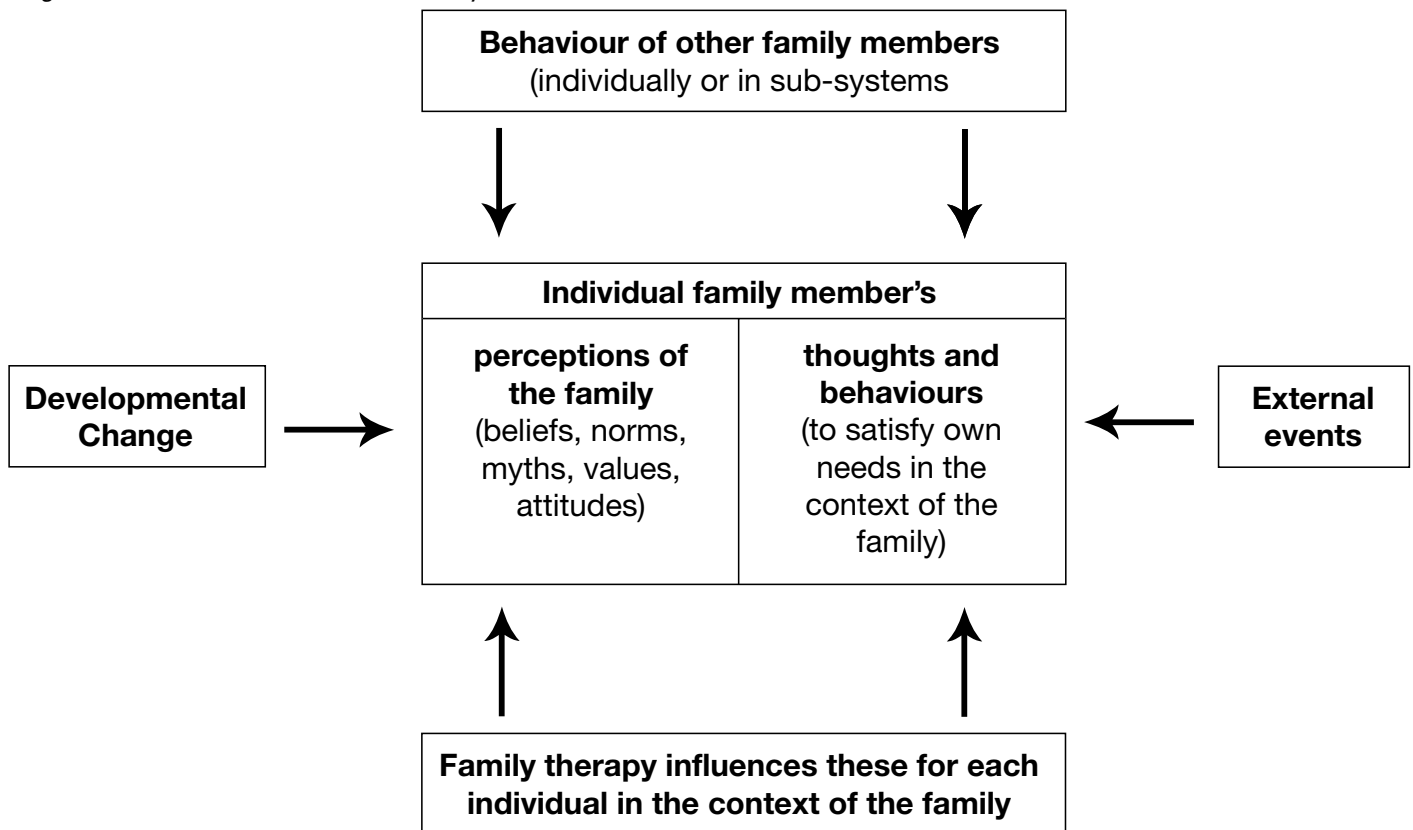 Behaviour of other family members
(individually or in sub-systems
Individual family member’s
perceptions of
the family
(beliefs, norms,
myths, values,
attitudes)
thoughts and
behaviours
(to satisfy own
needs in the
context of the
family)
Developmental
Change
External
events
Family therapy influences these for each
individual in the context of the family